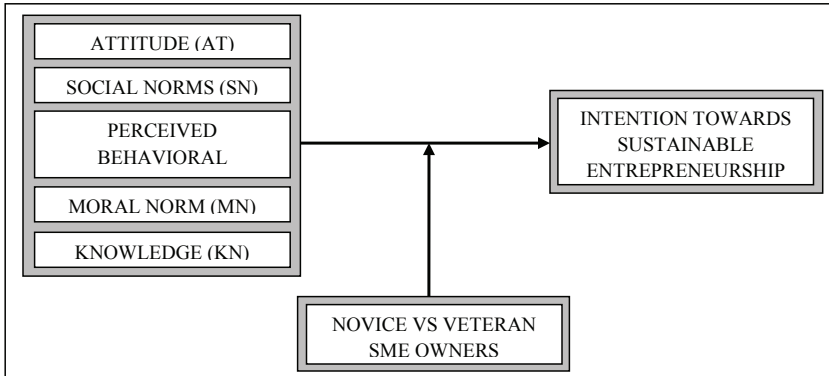 ATTITUDE (AT)
SOCIAL NORMS (SN)
PERCEIVED
BEHAVIORAL
MORAL NORM (MN)
KNOWLEDGE (KN)
INTENTION TOWARDS
SUSTAINABLE
ENTREPRENEURSHIP
NOVICE VS VETERAN
SME OWNERS